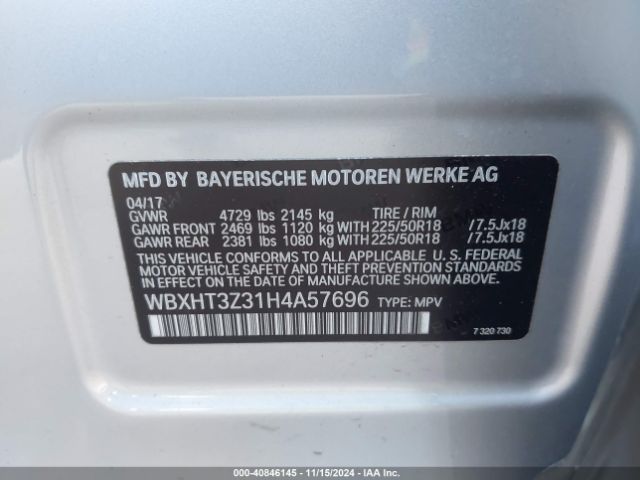 MFD BY BAYERISCHE MOTOREN WERKE AG
04/17
GVWR 4729 lbs 2145 kg TIRE / RIM
GAWR FRONT 2469 lbs 1120 kg WITH 225/50R18 / 7.5Jx18
GAWR REAR 2381 lbs 1080 kg WITH 225/50R18 / 7.5Jx18
THIS VEHICLE CONFORMS TO ALL APPLICABLE U. S. FEDERAL
MOTOR VEHICLE SAFETY, BUMPER, AND THEFT PREVENTION
STANDARDS IN EFFECT ON THE DATE OF MANUFACTURE SHOWN ABOVE.
WBXHT3Z31H4A57696 TYPE: MPV
7 320 730
000-40846145 - 11/15/2024 - IAA Inc.